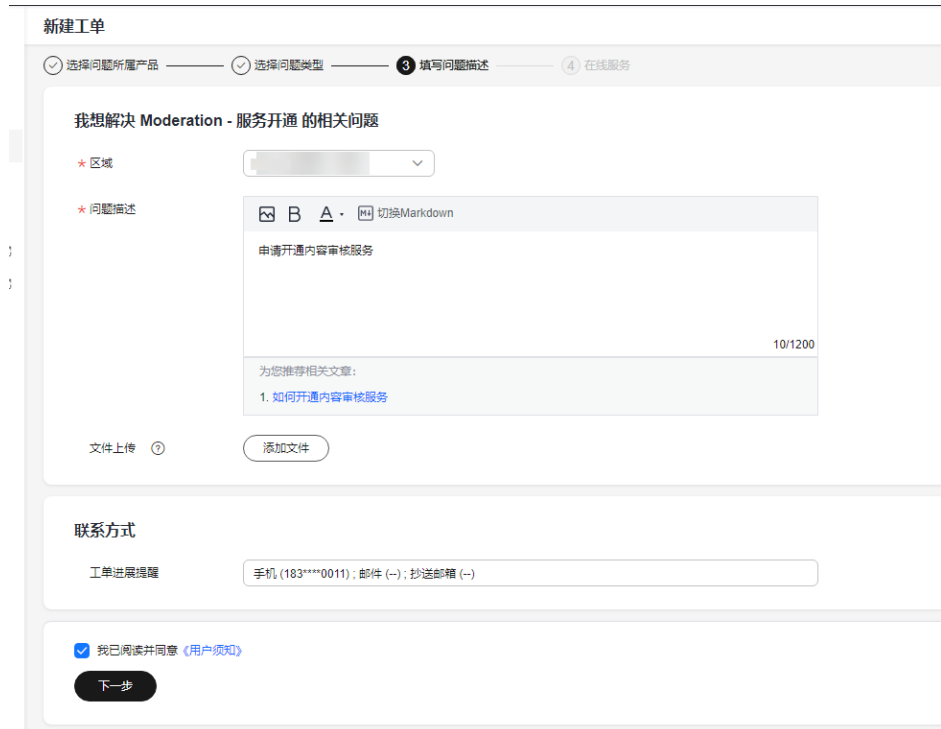 新建工单
选择问题所属产品 选择问题类型 3 填写问题描述 4 在线服务
我想解决 Moderation - 服务开通 的相关问题
* 区域
* 问题描述
B A 切换Markdown
申请开通内容审核服务
10/1200
为您推荐相关文章:
1. 如何开通内容审核服务
文件上传 ? 添加文件
联系方式
工单进展提醒 手机 (183****0011) ; 邮件 (--) ; 抄送邮箱 (--)
我已阅读并同意《用户须知》
下一步